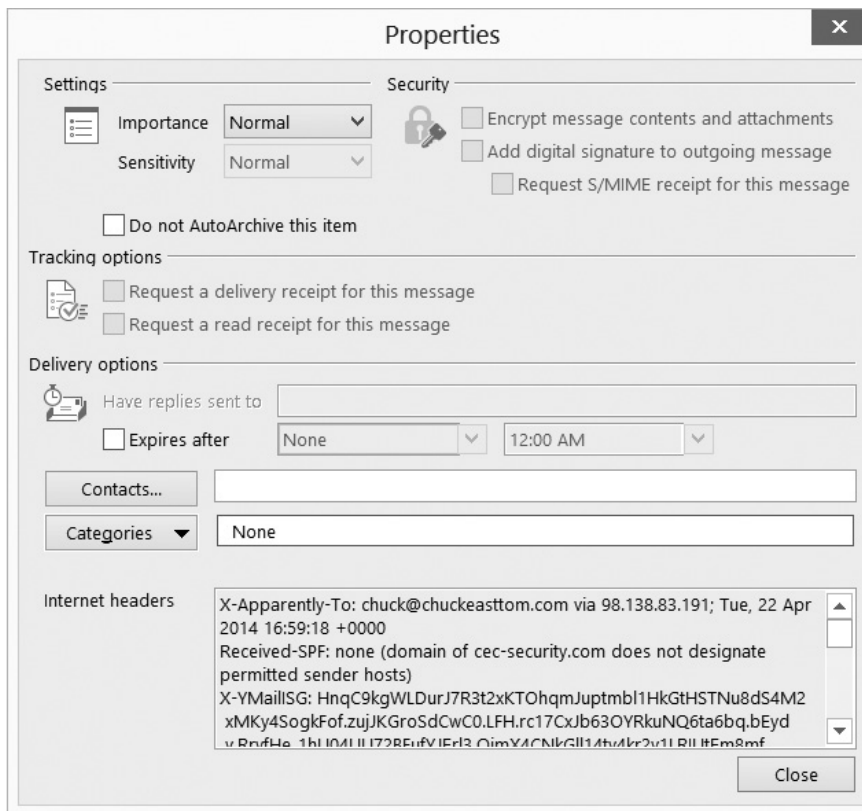 Properties
Settings
Security
Importance
Normal
Encrypt message contents and attachments
Sensitivity
Normal
Add digital signature to outgoing message
Request S/MIME receipt for this message
Do not AutoArchive this item
Tracking options
Request a delivery receipt for this message
Request a read receipt for this message
Delivery options
Have replies sent to
Expires after
None
12:00 AM
Contacts...
Categories
None
Internet headers
X-Apparently-To: chuck@chuckeasttom.com via 98.138.83.191; Tue, 22 Apr
2014 16:59:18 +0000
Received-SPF: none (domain of cec-security.com does not designate
permitted sender hosts)
X-YMailISG: HnqC9kgWLDurJ7R3t2xKTOhqmJuptmbl1HkGtHSTNu8dS4M2
xMKy4SogkFof.zujJKGroSdCwC0.LFH.rc17CxJb63OYRkuNQ6ta6bq.bEyd
Close